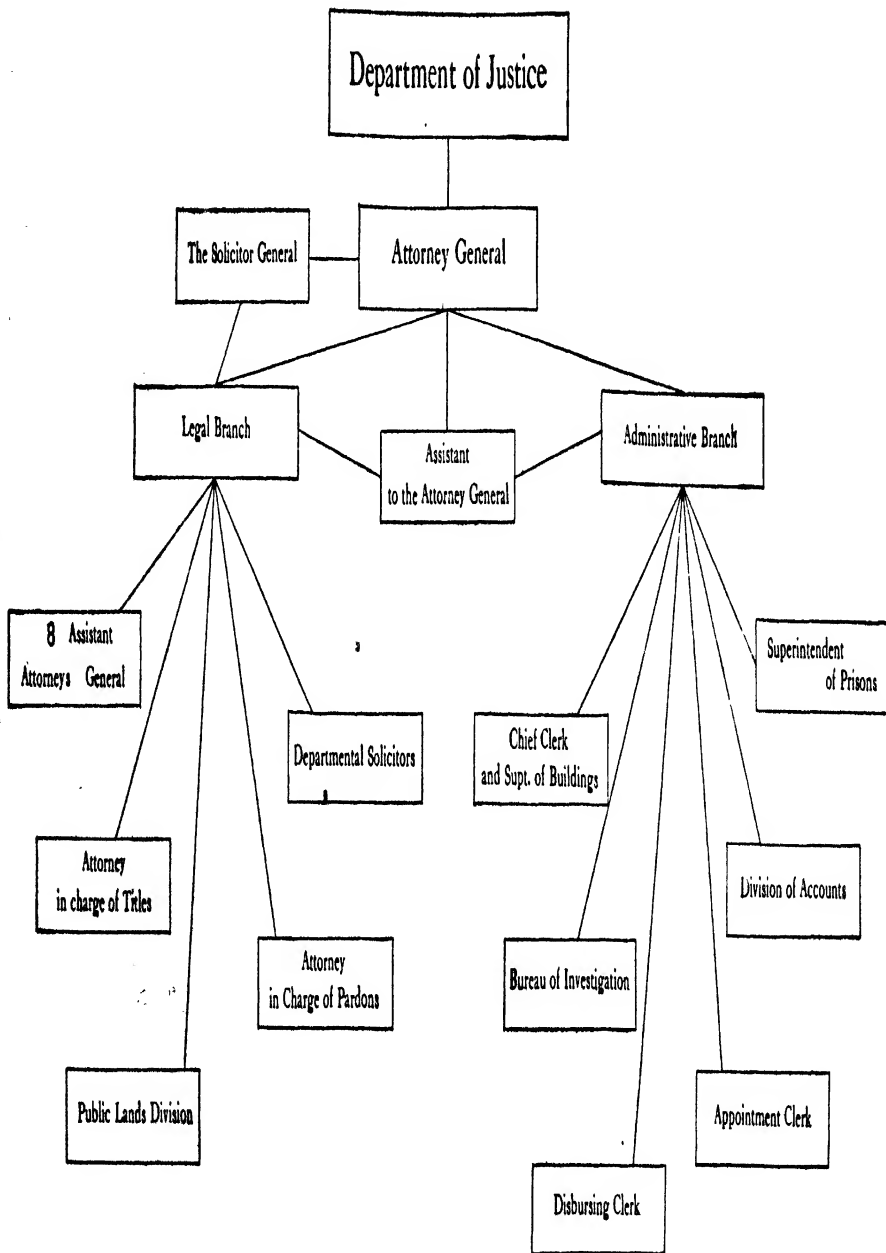 Department of Justice
The Solicitor General
Attorney General
Legal Branch
Assistant
to the Attorney General
Administrative Branch
8 Assistant
Attorneys General
Superintendent
of Prisons
Departmental Solicitors
Chief Clerk
and Supt. of Buildings
Attorney
in charge of Titles
Division of Accounts
Attorney
in Charge of Pardons
Bureau of Investigation
Public Lands Division
Appointment Clerk
Disbursing Clerk